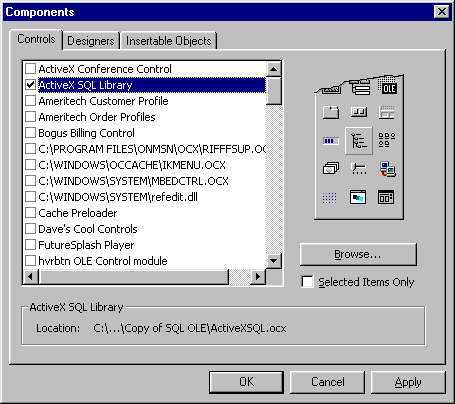 Components
Controls
Designers
Insertable Objects
ActiveX Conference Control
ActiveX SQL Library
Ameritech Customer Profile
Ameritech Order Profiles
Bogus Billing Control
C:\PROGRAM FILES\ONMSN\OCX\RIFFFSUP.OC
C:\WINDOWS\OCCACHE\IKMENU.OCX
C:\WINDOWS\SYSTEM\MBEDCTRL.OCX
C:\WINDOWS\SYSTEM\refedit.dll
Cache Preloader
Dave's Cool Controls
FutureSplash Player
hvrbtn OLE Control module
OLE
Browse...
Selected Items Only
ActiveX SQL Library
Location: C:\...\Copy of SQL OLE\ActiveXSQL.ocx
OK
Cancel
Apply